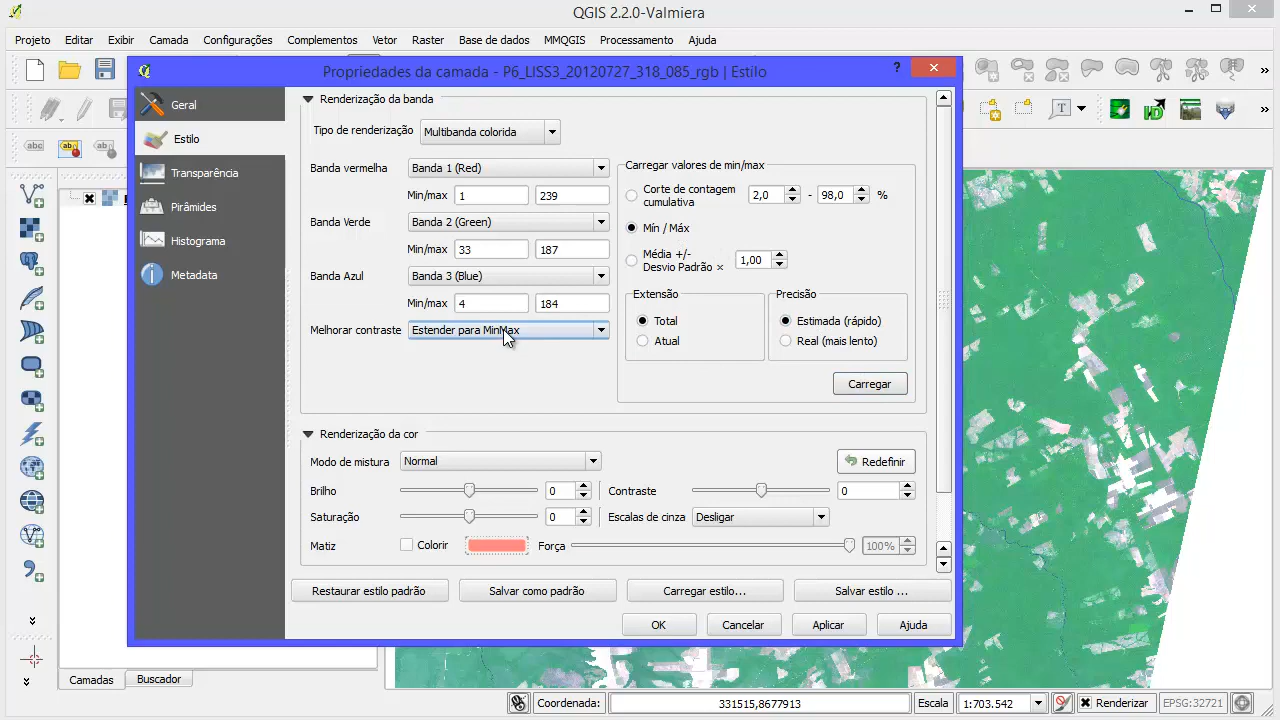 QGIS 2.2.0-Valmiera
Projeto Editar Exibir Camada Configurações Complementos Vetor Raster Base de dados MMQGIS Processamento Ajuda
Propriedades da camada - P6_LISS3_20120727_318_085_rgb | Estilo
Geral
Estilo
Transparência
Pirâmides
Histograma
Metadata
Renderização da banda
Tipo de renderização Multibanda colorida
Banda vermelha Banda 1 (Red)
Min/max 1 239
Banda Verde Banda 2 (Green)
Min/max 33 187
Banda Azul Banda 3 (Blue)
Min/max 4 184
Melhorar contraste Estender para MinMax
Carregar valores de min/max
Corte de contagem
cumulativa 2,0 - 98,0 %
Mín / Máx
Média +/-
Desvio Padrão × 1,00
Extensão
Total
Atual
Precisão
Estimada (rápido)
Real (mais lento)
Carregar
Renderização da cor
Modo de mistura Normal Redefinir
Brilho 0 Contraste 0
Saturação 0 Escalas de cinza Desligar
Matiz Colorir Força 100%
Restaurar estilo padrão Salvar como padrão Carregar estilo... Salvar estilo ...
OK Cancelar Aplicar Ajuda
Camadas Buscador
Coordenada: 331515,8677913 Escala 1:703.542 Renderizar EPSG:32721